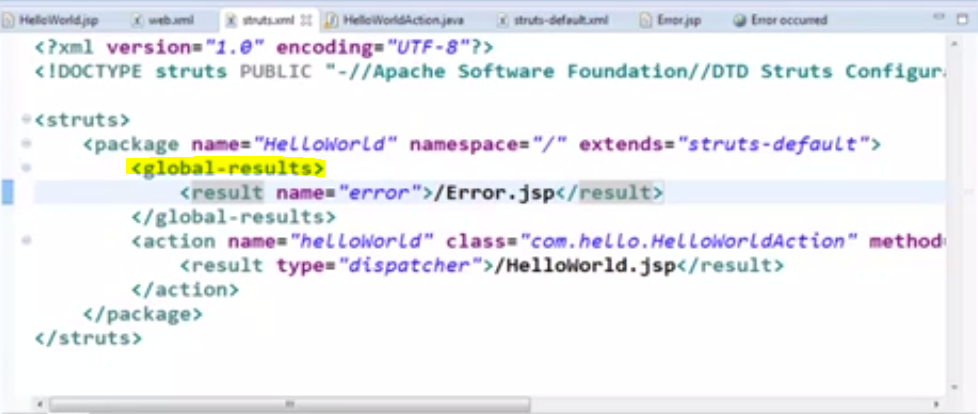 HelloWorld.jsp web.xml struts.xml HelloWorldAction.java struts-default.xml Error.jsp Error occurred
<?xml version="1.0" encoding="UTF-8"?>
<!DOCTYPE struts PUBLIC "-//Apache Software Foundation//DTD Struts Configur
<struts>
<package name="HelloWorld" namespace="/" extends="struts-default">
<global-results>
<result name="error">/Error.jsp</result>
</global-results>
<action name="helloWorld" class="com.hello.HelloWorldAction" method=
<result type="dispatcher">/HelloWorld.jsp</result>
</action>
</package>
</struts>